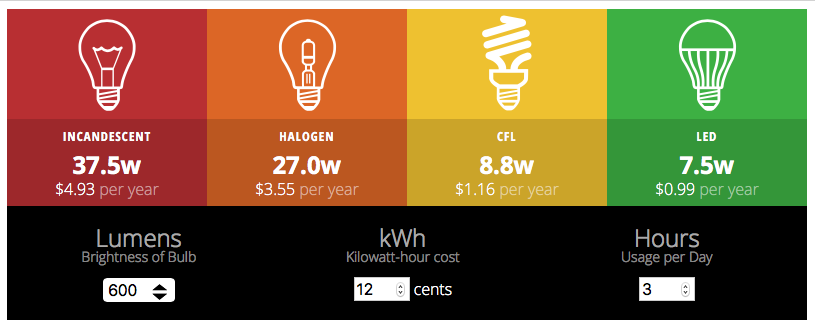 INCANDESCENT
37.5w
$4.93 per year
HALOGEN
27.0w
$3.55 per year
CFL
8.8w
$1.16 per year
LED
7.5w
$0.99 per year
Lumens
Brightness of Bulb
600
kWh
Kilowatt-hour cost
12 cents
Hours
Usage per Day
3